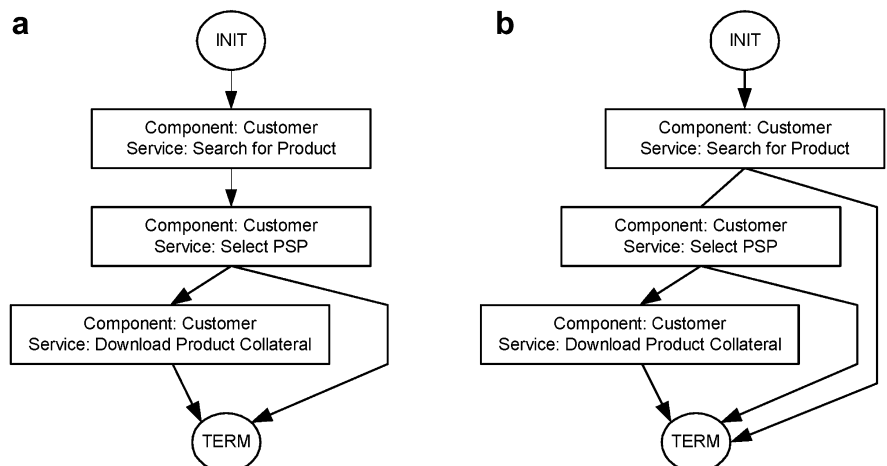 a
INIT
Component: Customer
Service: Search for Product
Component: Customer
Service: Select PSP
Component: Customer
Service: Download Product Collateral
TERM
b
INIT
Component: Customer
Service: Search for Product
Component: Customer
Service: Select PSP
Component: Customer
Service: Download Product Collateral
TERM